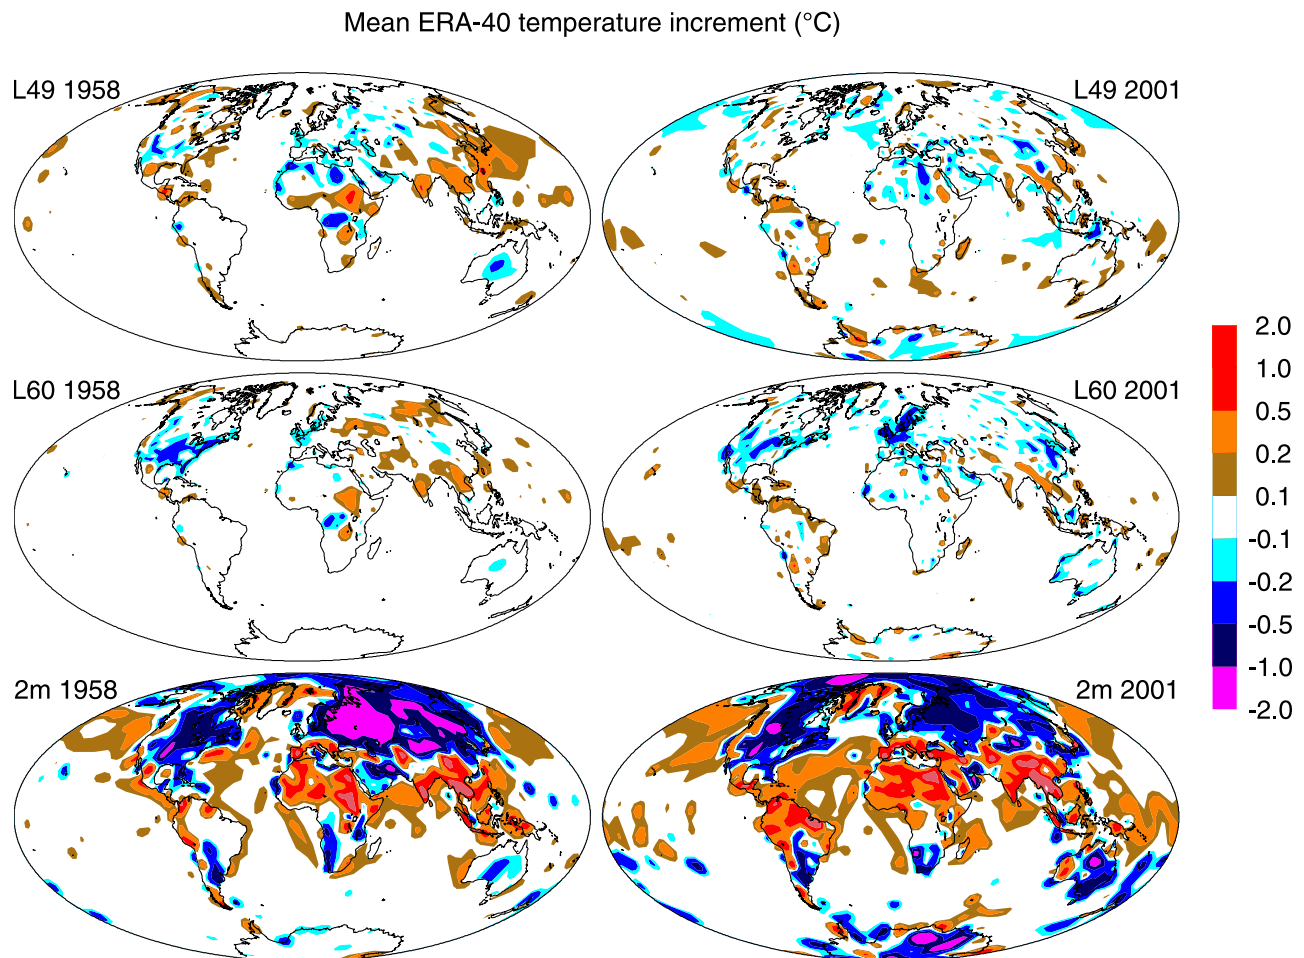 Mean ERA-40 temperature increment (°C)
L49 1958
L49 2001
L60 1958
L60 2001
2m 1958
2m 2001
2.0
1.0
0.5
0.2
0.1
-0.1
-0.2
-0.5
-1.0
-2.0